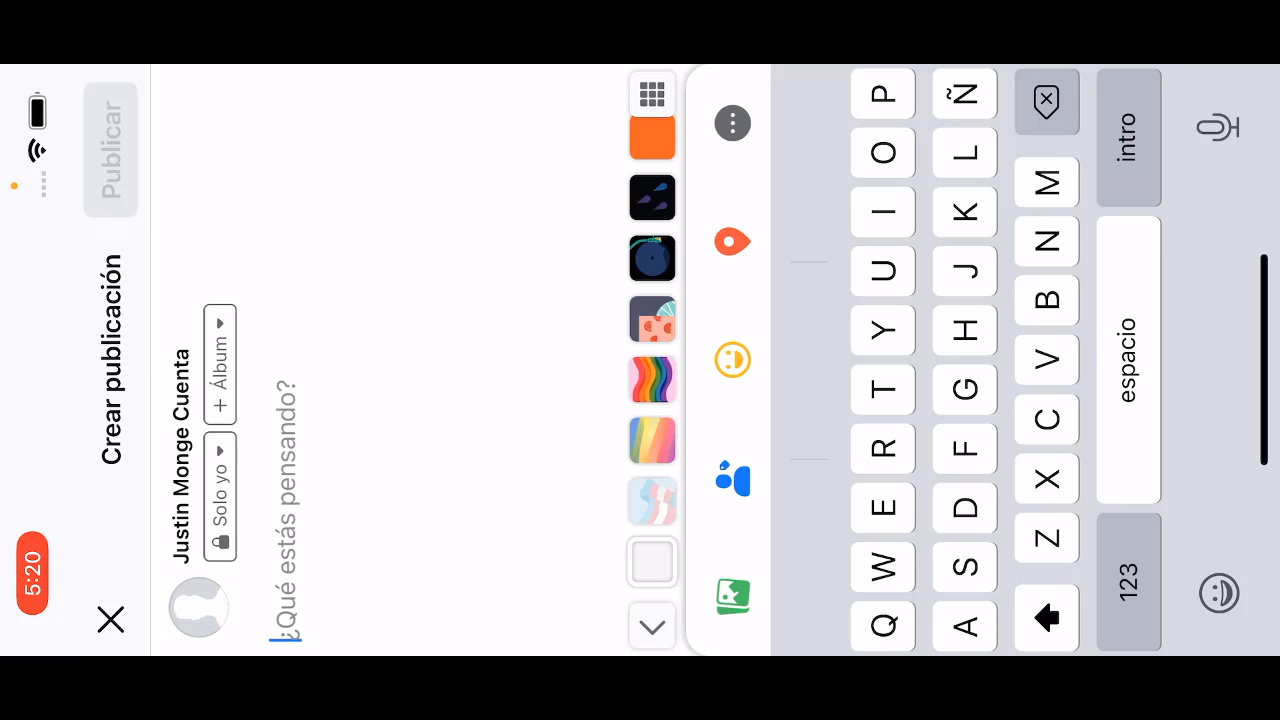 5:20
Crear publicación
Publicar
Justin Monge Cuenta
Solo yo
+ Álbum
¿Qué estás pensando?
Q W E R T Y U I O P
A S D F G H J K L Ñ
Z X C V B N M
123
espacio
intro